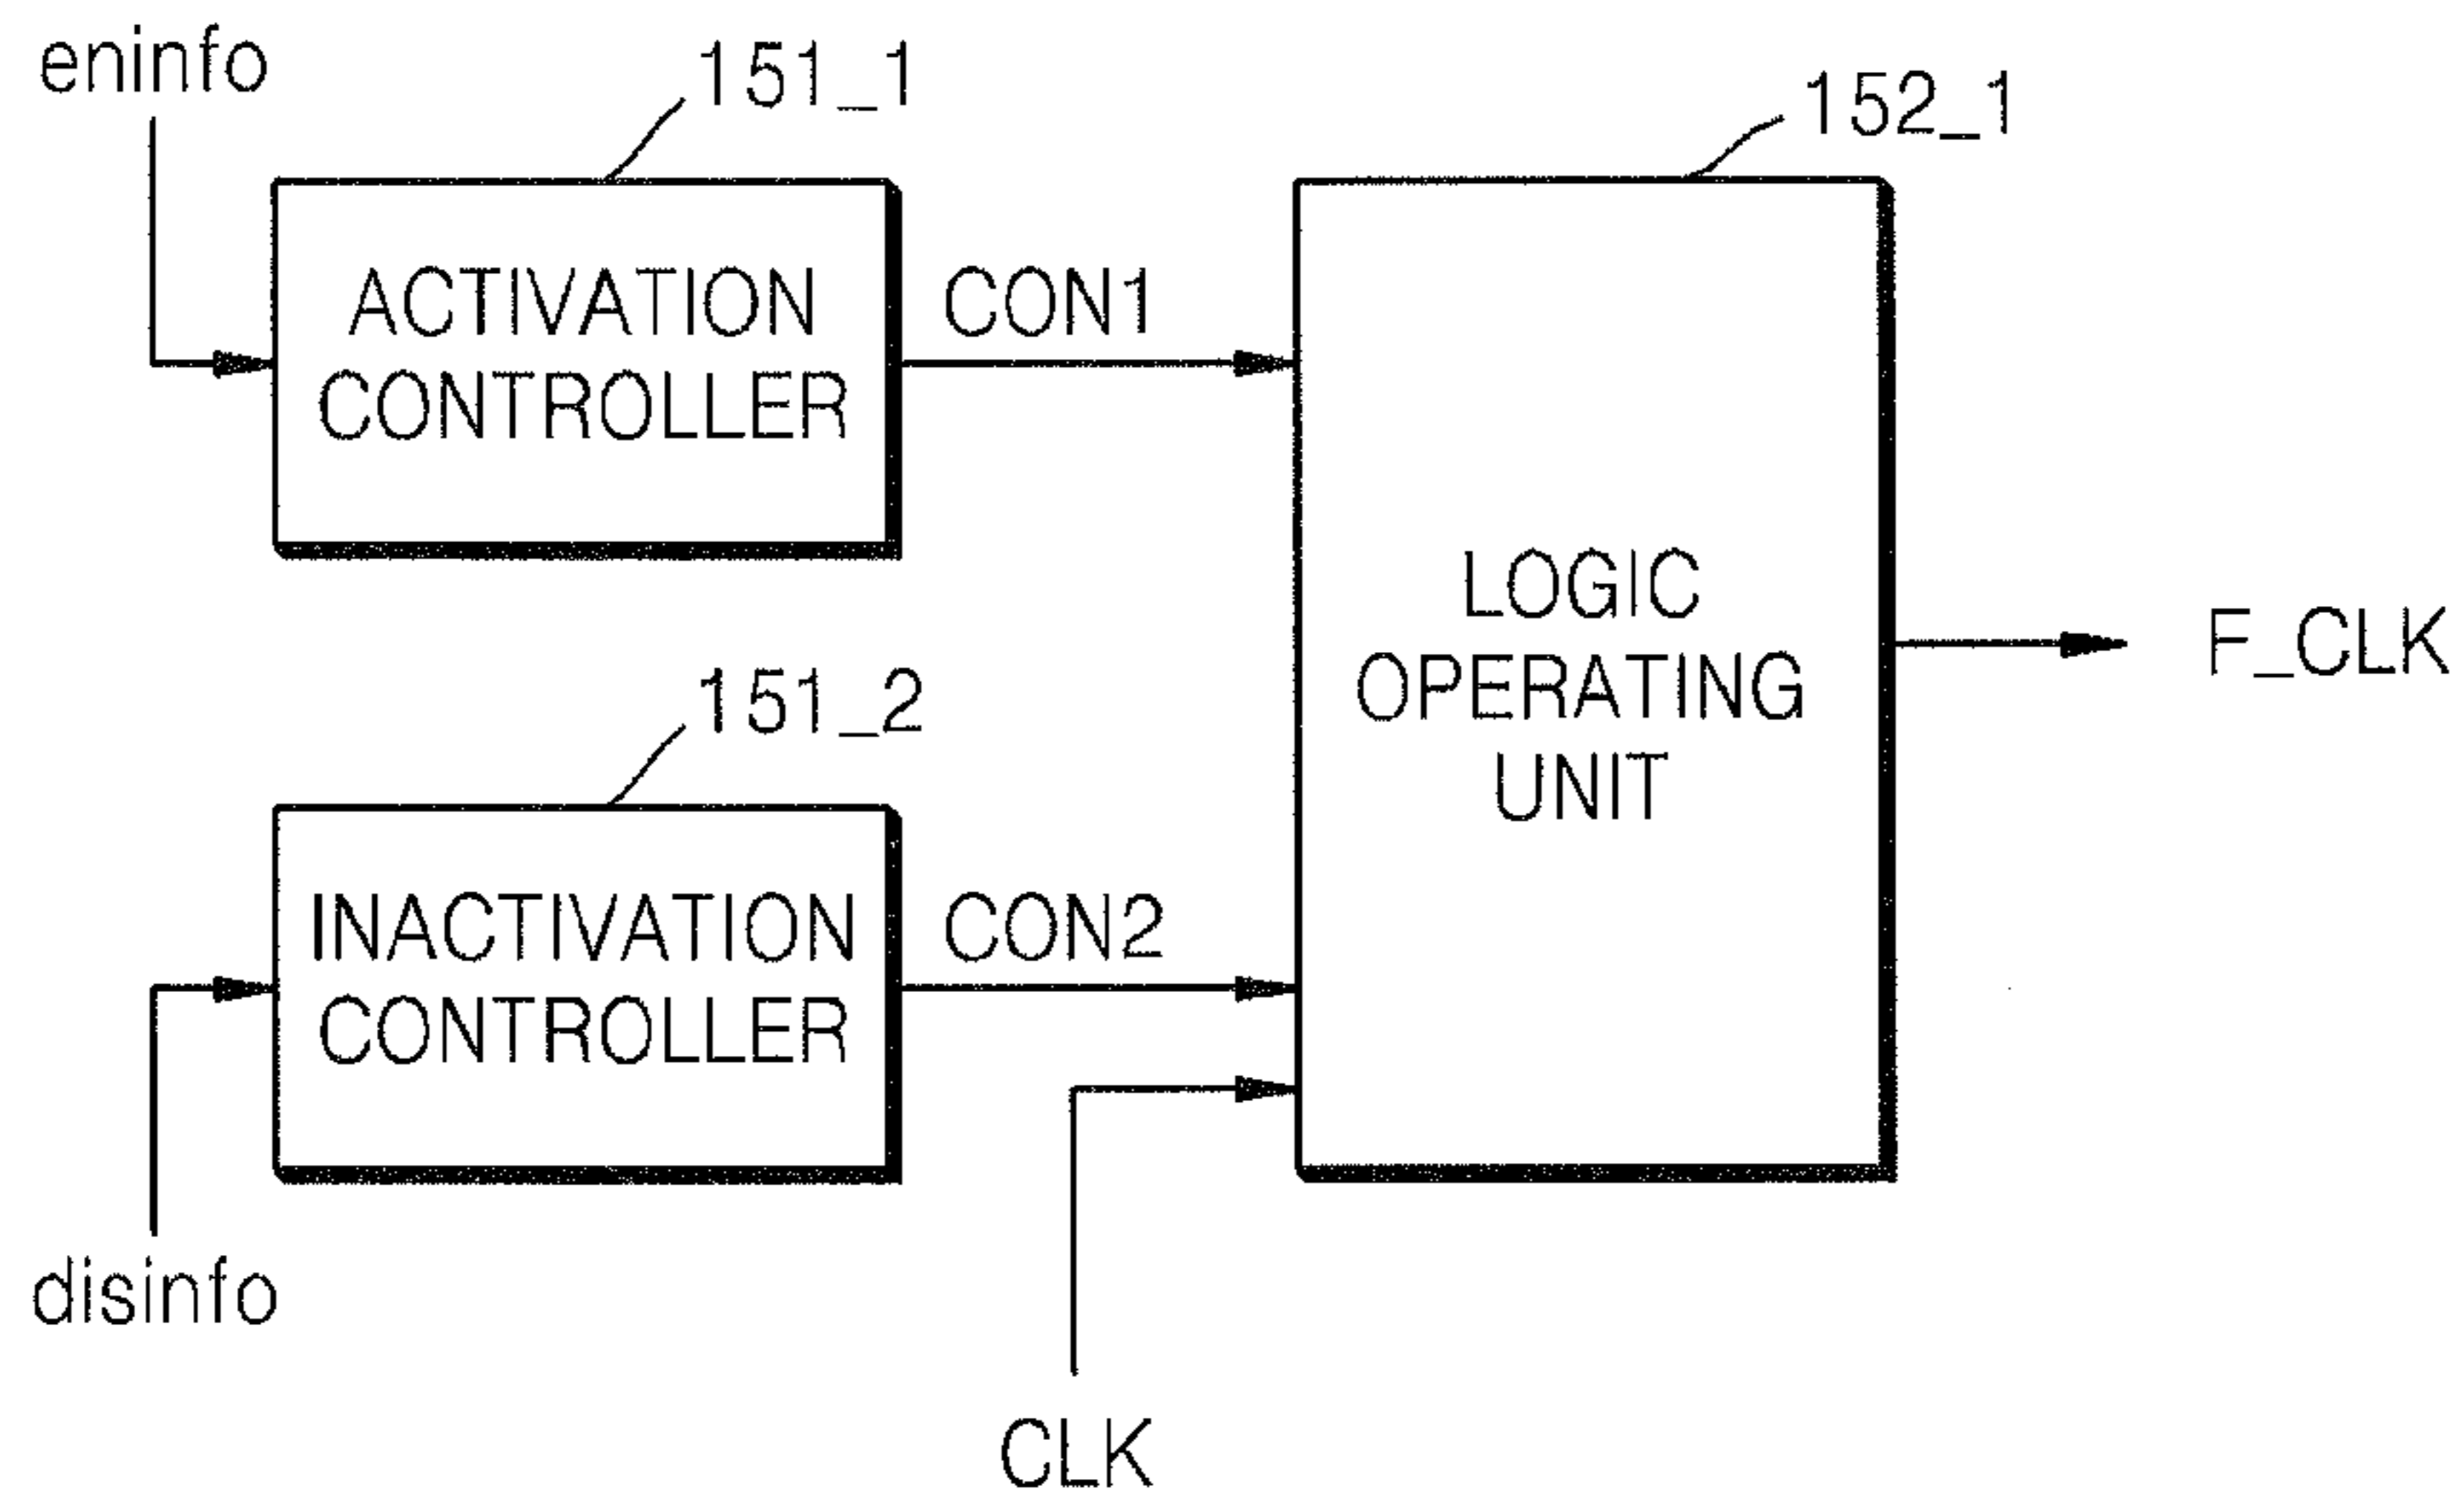 eninfo
151_1
152_1
ACTIVATION
CONTROLLER
CON1
LOGIC
OPERATING
UNIT
F_CLK
151_2
INACTIVATION
CONTROLLER
CON2
disinfo
CLK